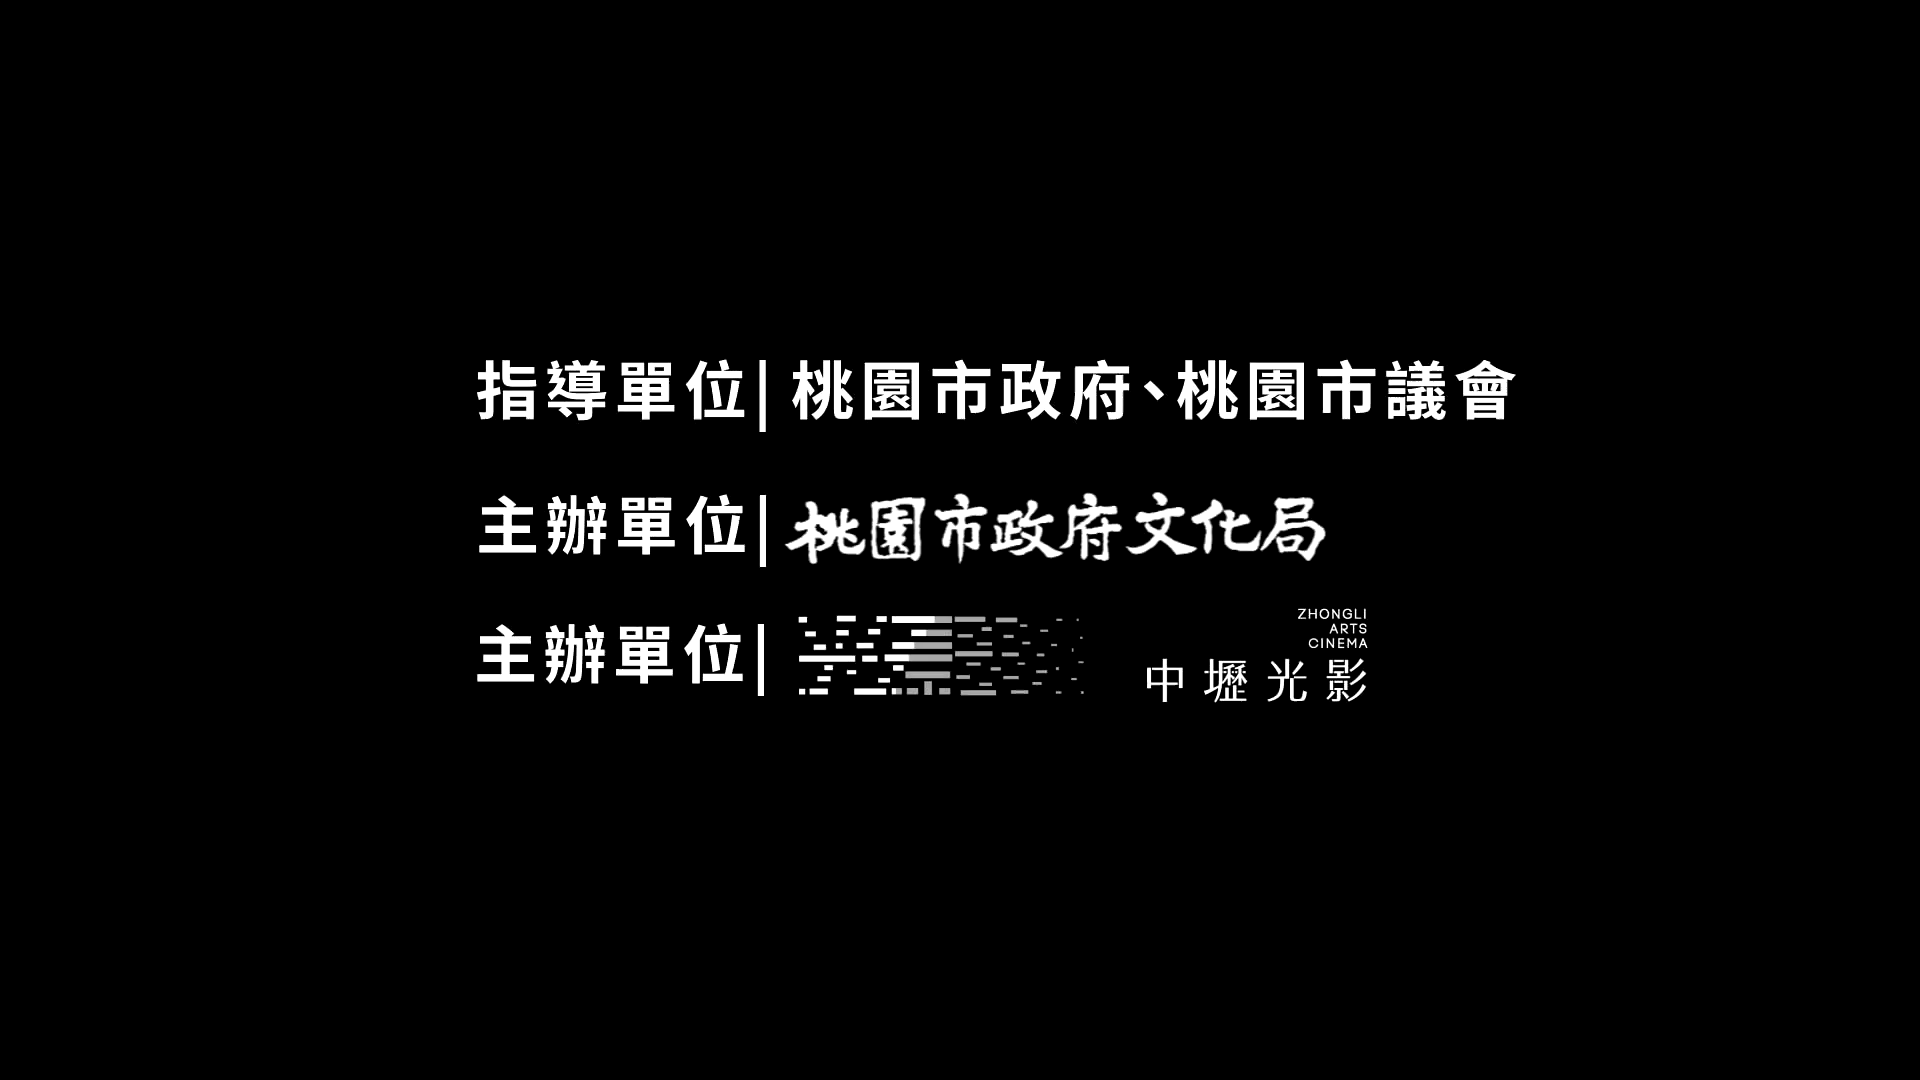 指導單位| 桃園市政府、桃園市議會
主辦單位| 桃園市政府文化局
主辦單位|
ZHONGLI
ARTS
CINEMA
中壢光影